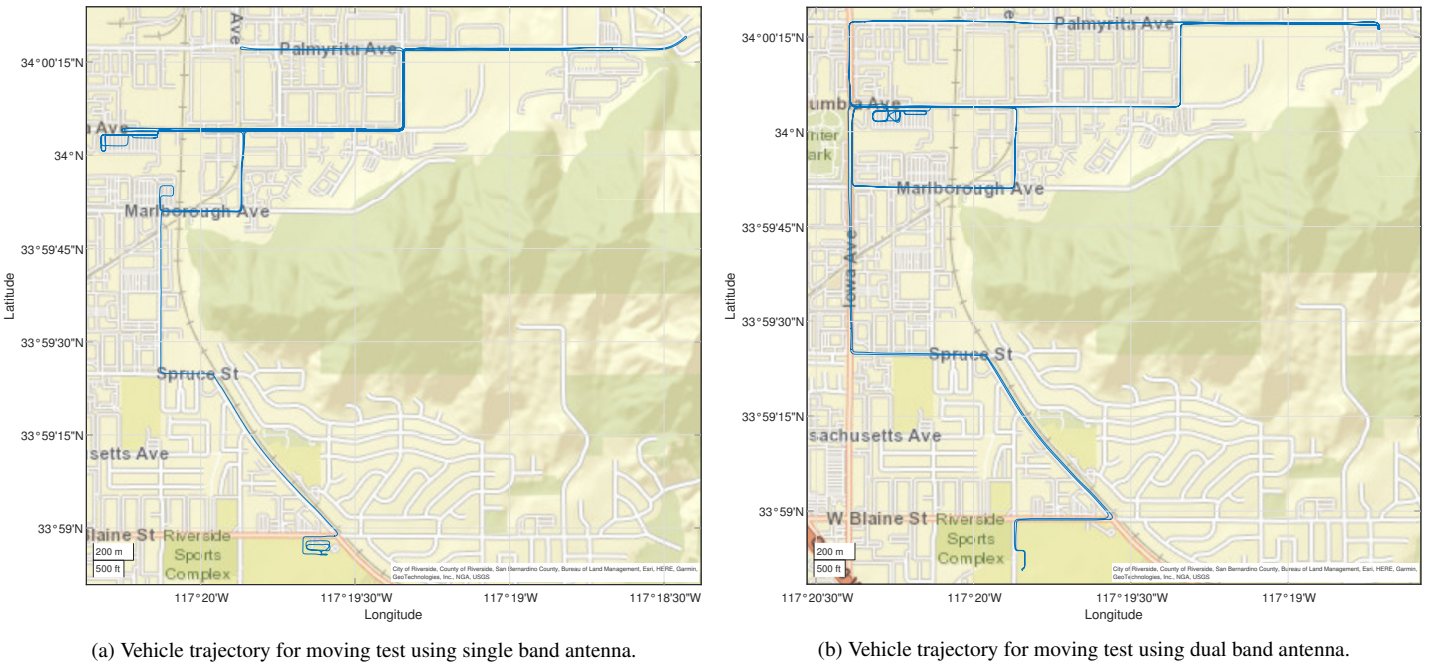 Ave
Palmyrita Ave
34°00'15"N
a Ave
34°N
Marlborough Ave
33°59'45"N
Latitude
33°59'30"N
Spruce St
33°59'15"N
setts Ave
33°59'N
Blaine St
Riverside
Sports
Complex
200 m
500 ft
City of Riverside, County of Riverside, San Bernardino County, Bureau of Land Management, Esri, HERE, Garmin,
GeoTechnologies, Inc., NGA, USGS
117°20'W
117°19'30"W
117°19'W
117°18'30"W
Longitude
(a) Vehicle trajectory for moving test using single band antenna.
e
Palmyrita Ave
34°00'15"N
umbia Ave
34°N
nter
ark
Marlborough Ave
33°59'45"N
Iowa Ave
Latitude
33°59'30"N
Spruce St
33°59'15"N
sachusetts Ave
33°59'N
W Blaine St
Riverside
Sports
Complex
200 m
500 ft
City of Riverside, County of Riverside, San Bernardino County, Bureau of Land Management, Esri, HERE, Garmin,
GeoTechnologies, Inc., NGA, USGS
117°20'30"W
117°20'W
117°19'30"W
117°19'W
Longitude
(b) Vehicle trajectory for moving test using dual band antenna.